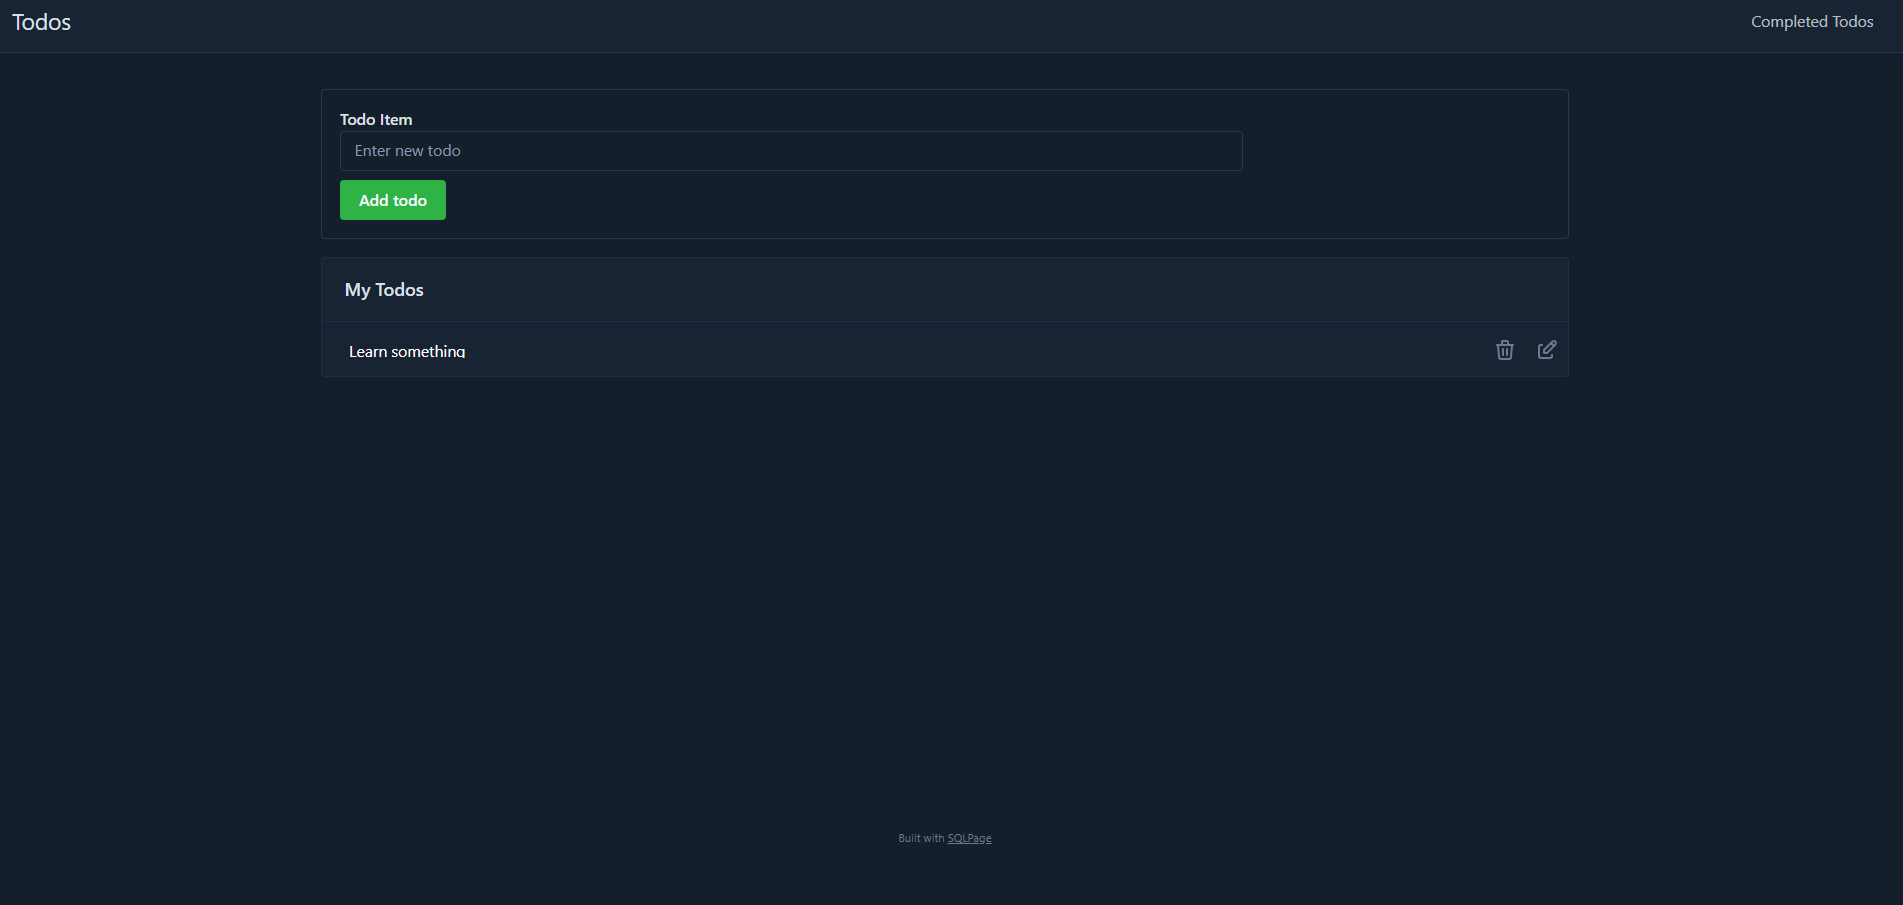 Todos
Completed Todos
Todo Item
Enter new todo
Add todo
My Todos
Learn something
Built with SQLPage